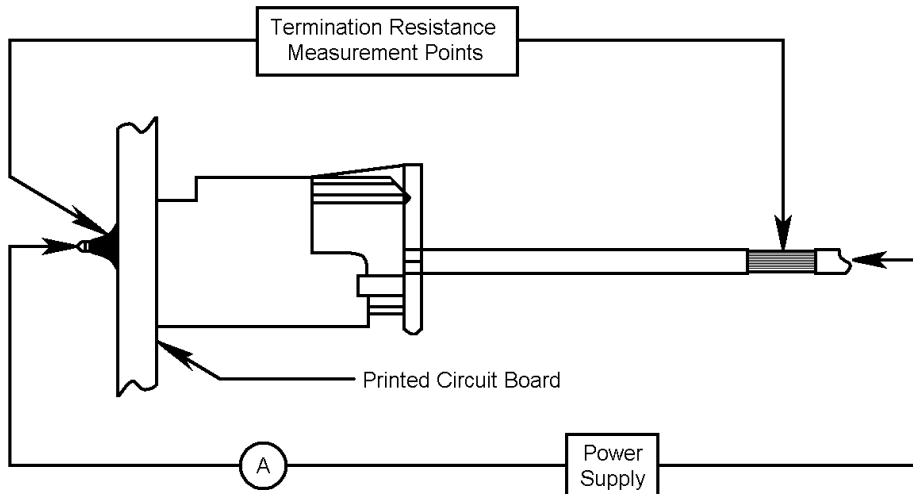 Termination Resistance
Measurement Points
Printed Circuit Board
A
Power
Supply